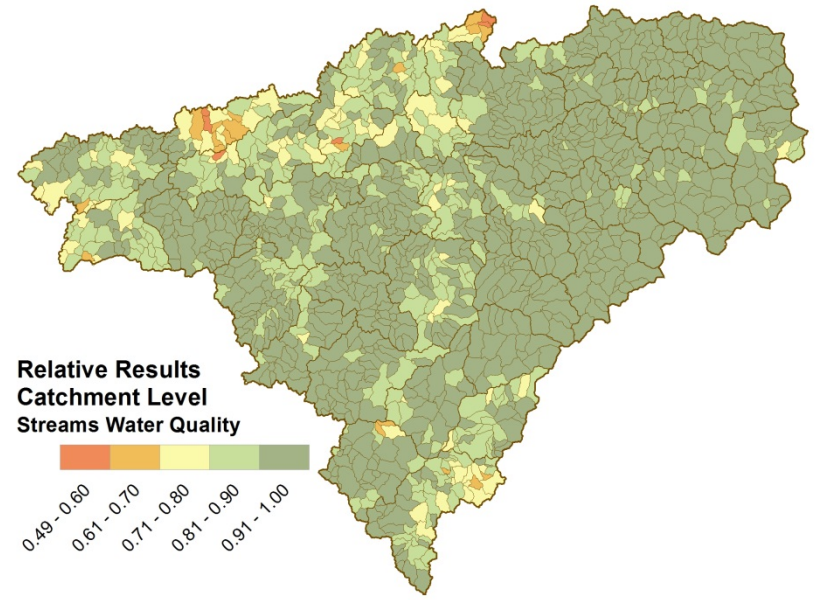 Relative Results
Catchment Level
Streams Water Quality
0.49 - 0.60
0.61 - 0.70
0.71 - 0.80
0.81 - 0.90
0.91 - 1.00